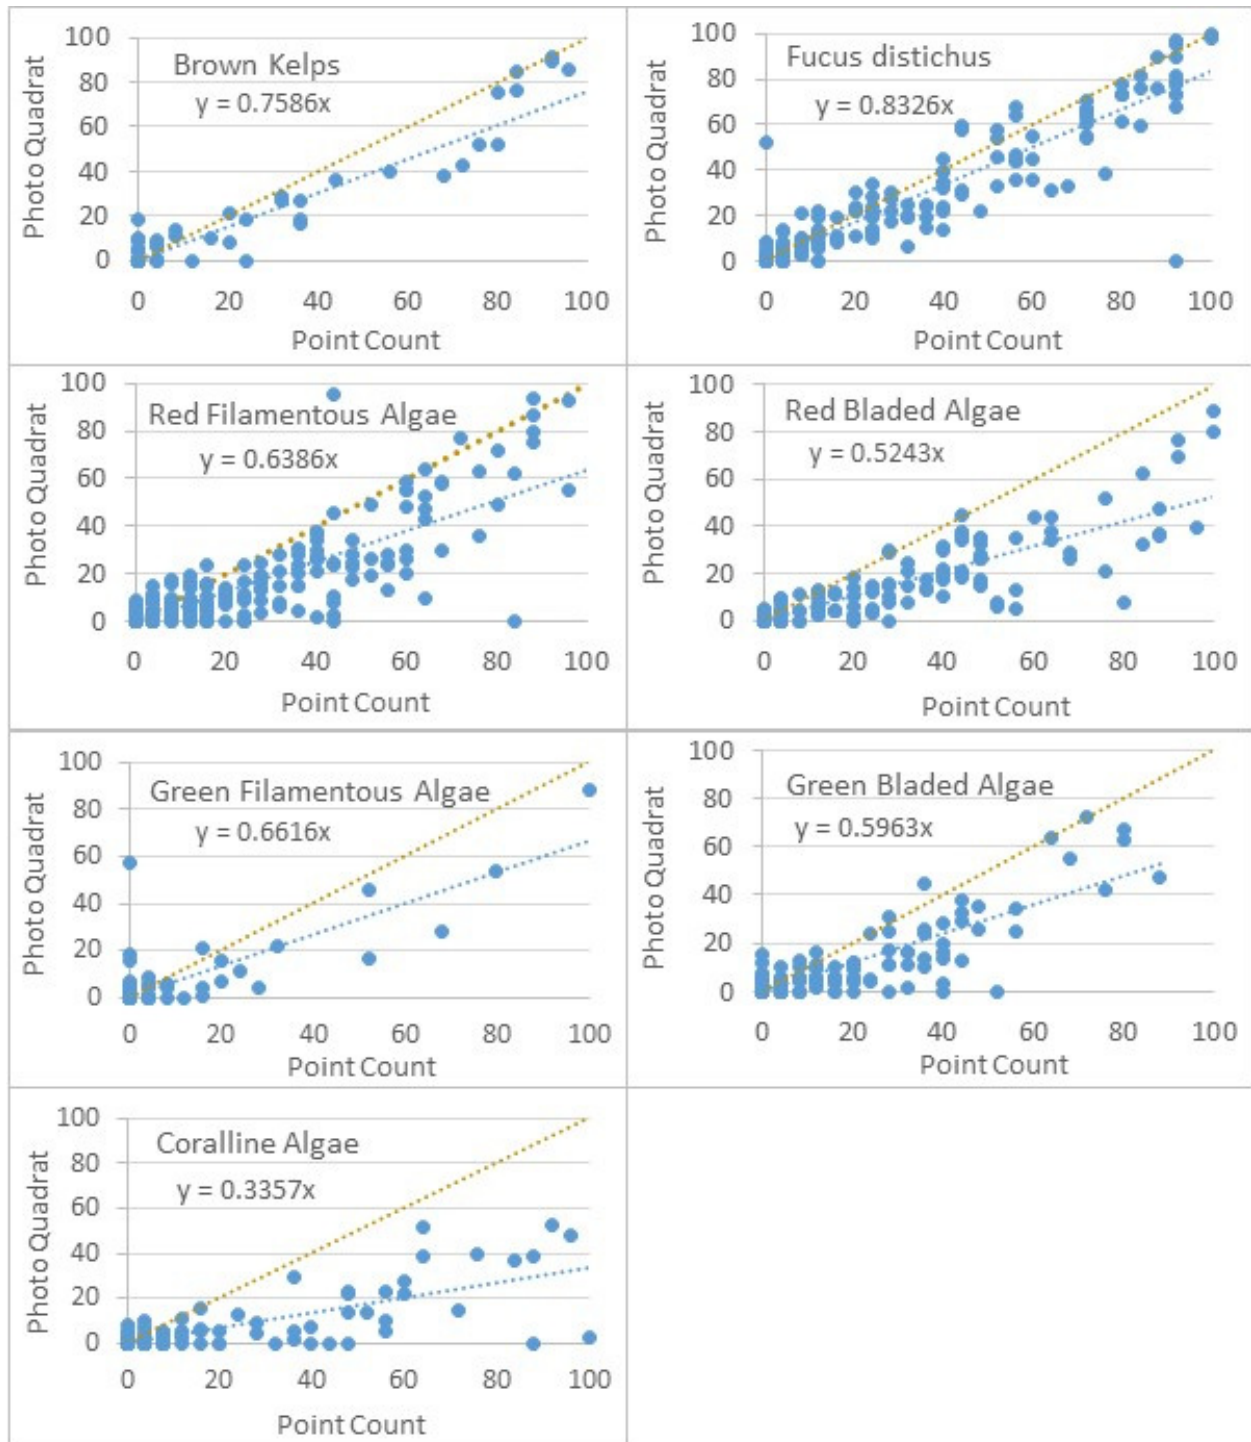 100
80
60
40
20
0
Photo Quadrat
Brown Kelps
y = 0.7586x
0 20 40 60 80 100
Point Count
100
80
60
40
20
0
Photo Quadrat
Fucus distichus
y = 0.8326x
0 20 40 60 80 100
Point Count
100
80
60
40
20
0
Photo Quadrat
Red Filamentous Algae
y = 0.6386x
0 20 40 60 80 100
Point Count
100
80
60
40
20
0
Photo Quadrat
Red Bladed Algae
y = 0.5243x
0 20 40 60 80 100
Point Count
100
80
60
40
20
0
Photo Quadrat
Green Filamentous Algae
y = 0.6616x
0 20 40 60 80 100
Point Count
100
80
60
40
20
0
Photo Quadrat
Green Bladed Algae
y = 0.5963x
0 20 40 60 80 100
Point Count
100
80
60
40
20
0
Photo Quadrat
Coralline Algae
y = 0.3357x
0 20 40 60 80 100
Point Count